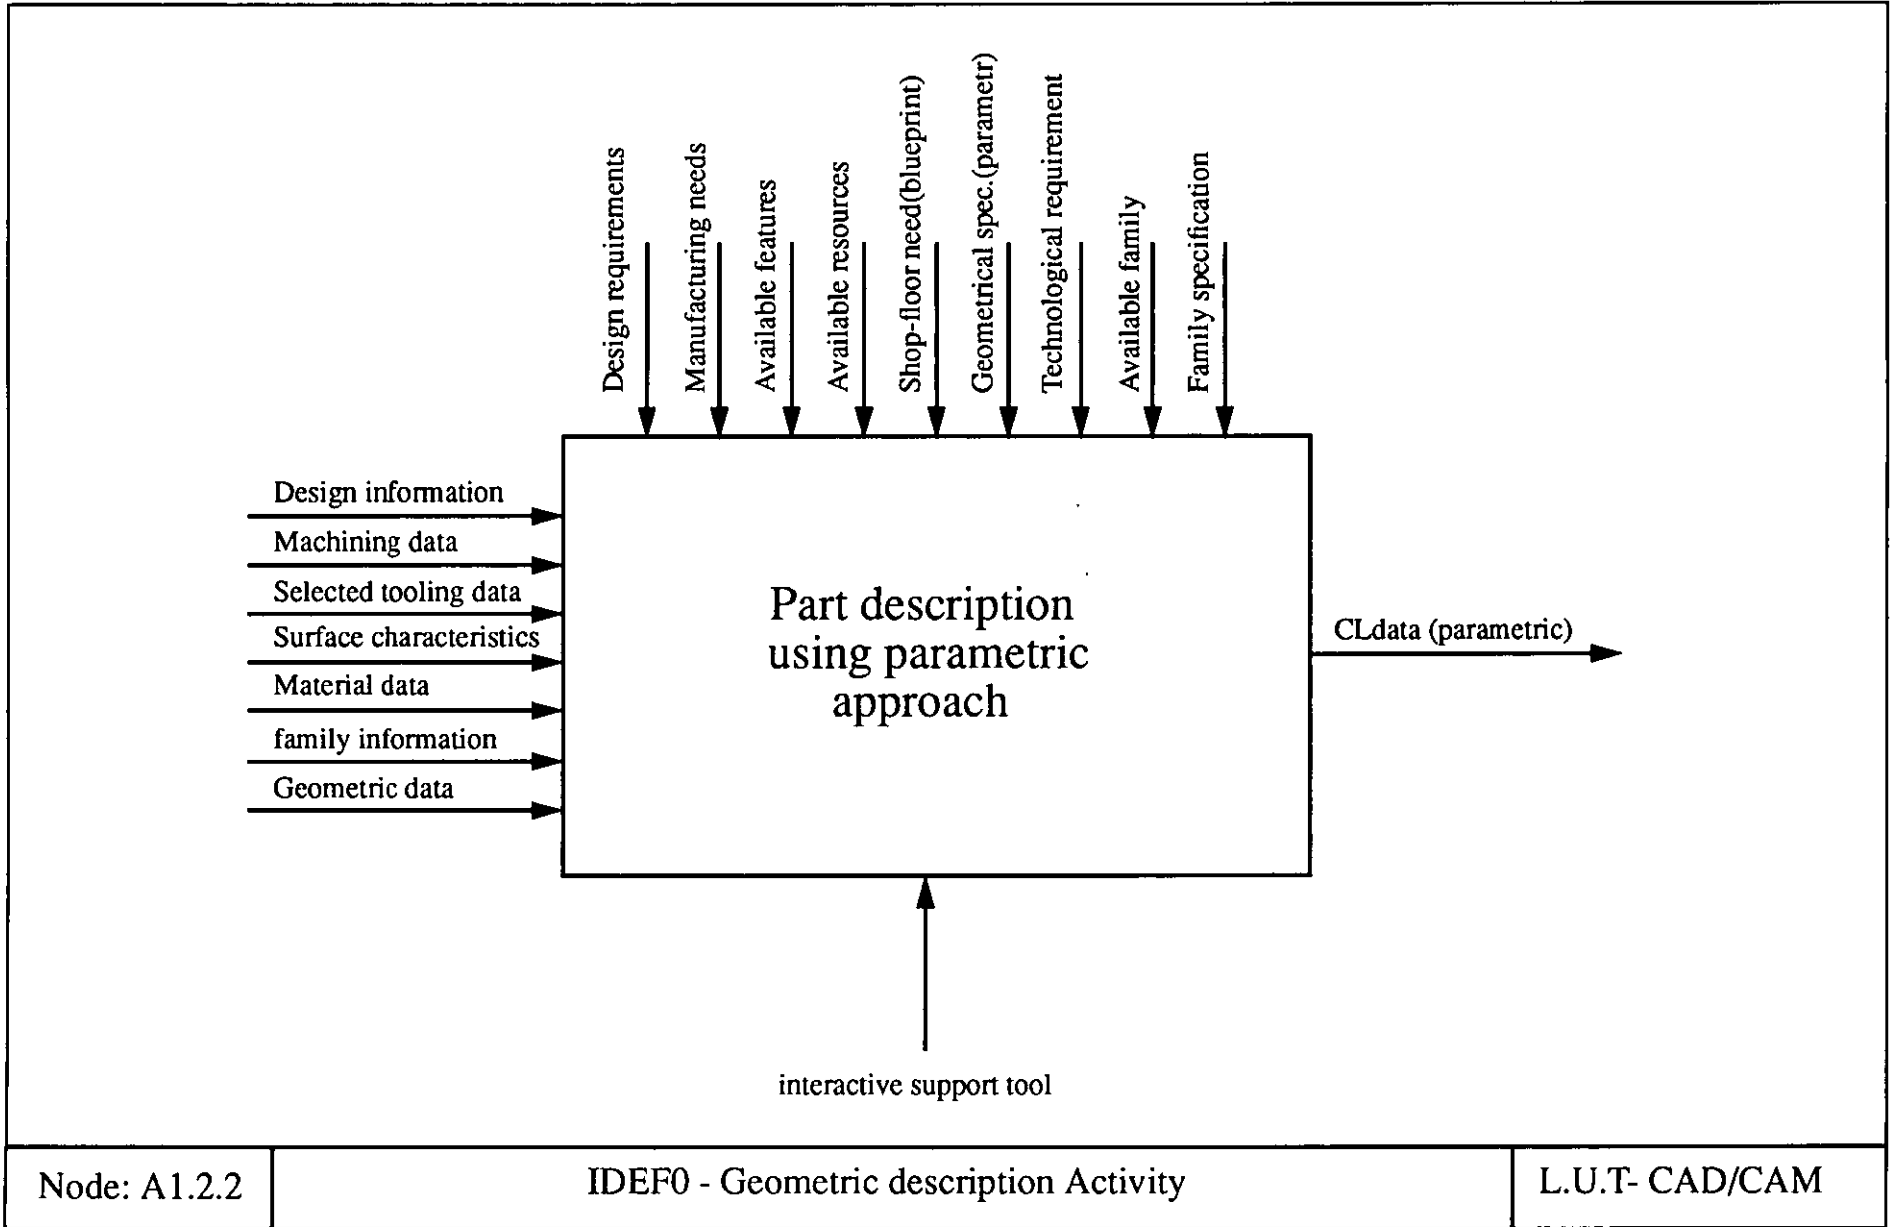 Design requirements
Manufacturing needs
Available features
Available resources
Shop-floor need(blueprint)
Geometrical spec.(parametr)
Technological requirement
Available family
Family specification
Design information
Machining data
Selected tooling data
Surface characteristics
Material data
family information
Geometric data
Part description
using parametric
approach
CLdata (parametric)
interactive support tool
Node: A1.2.2
IDEF0 - Geometric description Activity
L.U.T- CAD/CAM